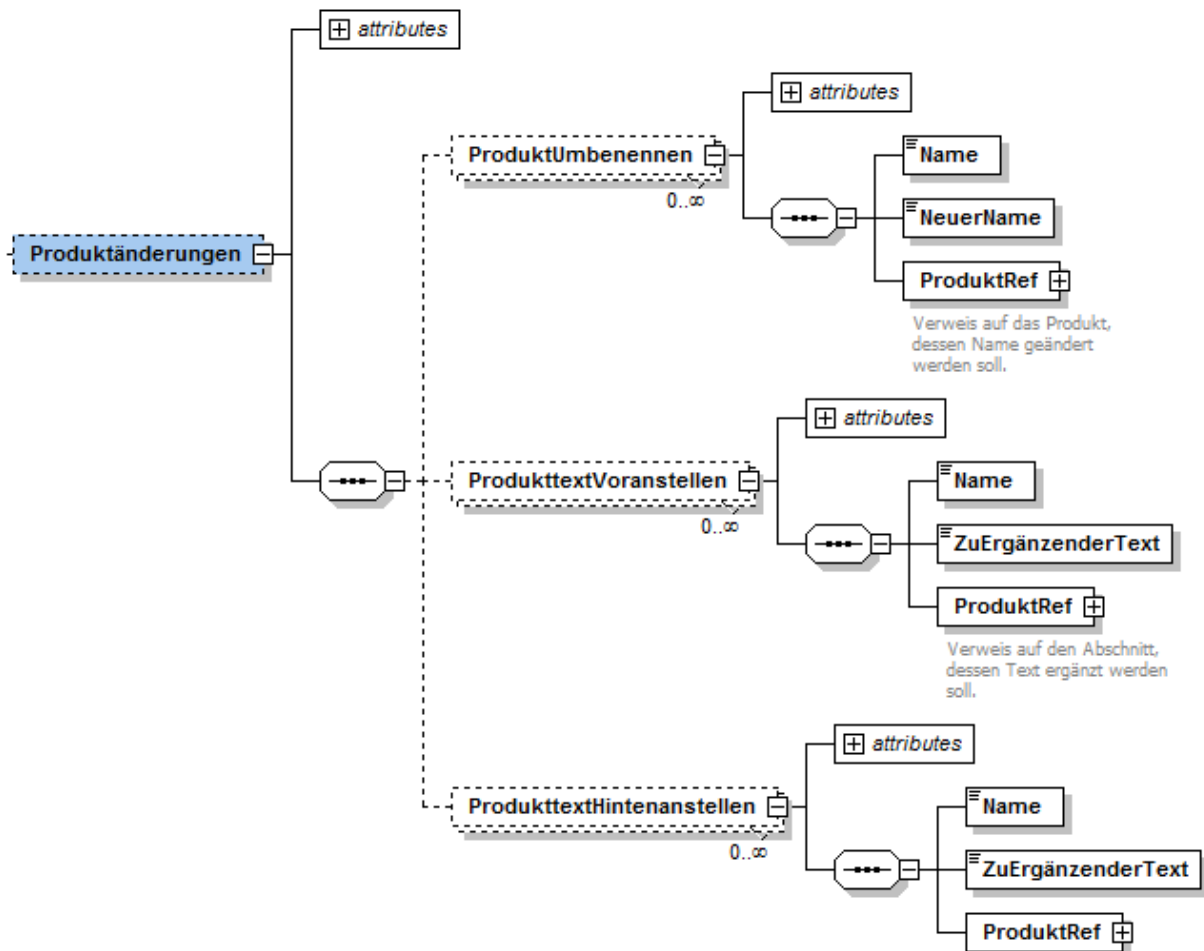 attributes
attributes
ProduktUmbenennen
0..∞
Name
NeuerName
Produktänderungen
ProduktRef
Verweis auf das Produkt,
dessen Name geändert
werden soll.
attributes
ProdukttextVoranstellen
0..∞
Name
ZuErgänzenderText
ProduktRef
Verweis auf den Abschnitt,
dessen Text ergänzt werden
soll.
attributes
ProdukttextHintenanstellen
0..∞
Name
ZuErgänzenderText
ProduktRef